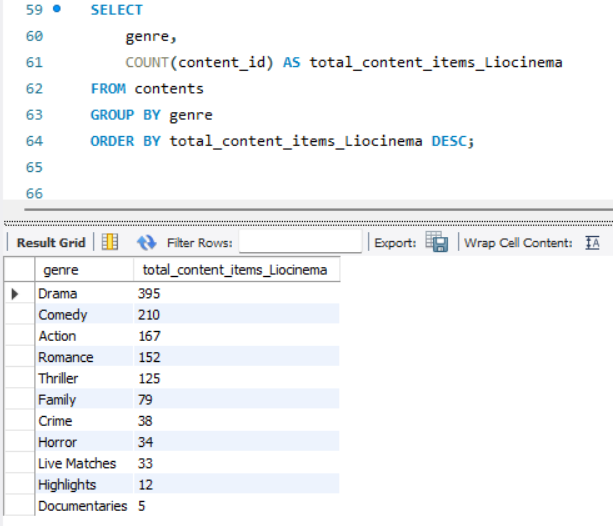 59 SELECT
60 genre,
61 COUNT(content_id) AS total_content_items_Liocinema
62 FROM contents
63 GROUP BY genre
64 ORDER BY total_content_items_Liocinema DESC;
65
66
Result Grid Filter Rows: Export: Wrap Cell Content: IA
genre total_content_items_Liocinema
Drama 395
Comedy 210
Action 167
Romance 152
Thriller 125
Family 79
Crime 38
Horror 34
Live Matches 33
Highlights 12
Documentaries 5